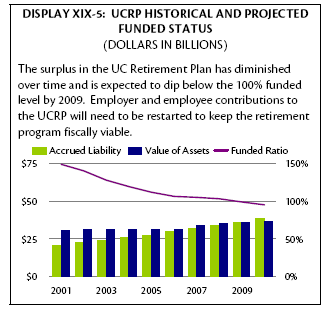 DISPLAY XIX-5: UCRP HISTORICAL AND PROJECTED
FUNDED STATUS
(DOLLARS IN BILLIONS)
The surplus in the UC Retirement Plan has diminished
over time and is expected to dip below the 100% funded
level by 2009. Employer and employee contributions to
the UCRP will need to be restarted to keep the retirement
program fiscally viable.
Accrued Liability Value of Assets Funded Ratio
$75 150%
$50 100%
$25 50%
$0 0%
2001 2003 2005 2007 2009